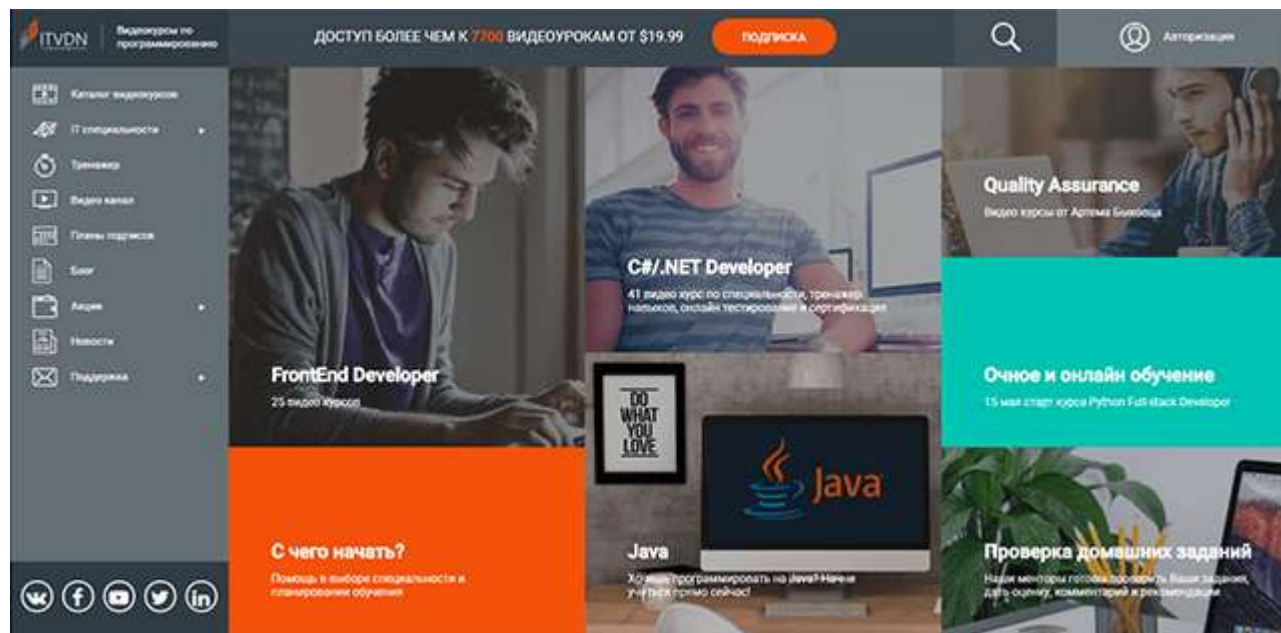 ITVDN
Видеокурсы по
программированию
ДОСТУП БОЛЕЕ ЧЕМ К 7700 ВИДЕОУРОКАМ ОТ $19.99
ПОДПИСКА
Авторизация
Каталог видеокурсов
IT специальности
Тренажер
Видео канал
Планы подписок
Блог
Акции
Новости
Поддержка
FrontEnd Developer
25 видео курсов
C#/.NET Developer
41 видео курс по специальности, тренажер
навыков, онлайн тестирование и сертификация
Quality Assurance
Видео курсы от Артема Быковца
Очное и онлайн обучение
15 мая старт курса Python Full-stack Developer
DO
WHAT
YOU
LOVE
Java
С чего начать?
Помощь в выборе специальности и
планировании обучения
Java
Хочешь программировать на Java? Начни
учиться прямо сейчас!
Проверка домашних заданий
Наши менторы готовы проверить Ваши задания,
дать оценку, комментарий и рекомендации